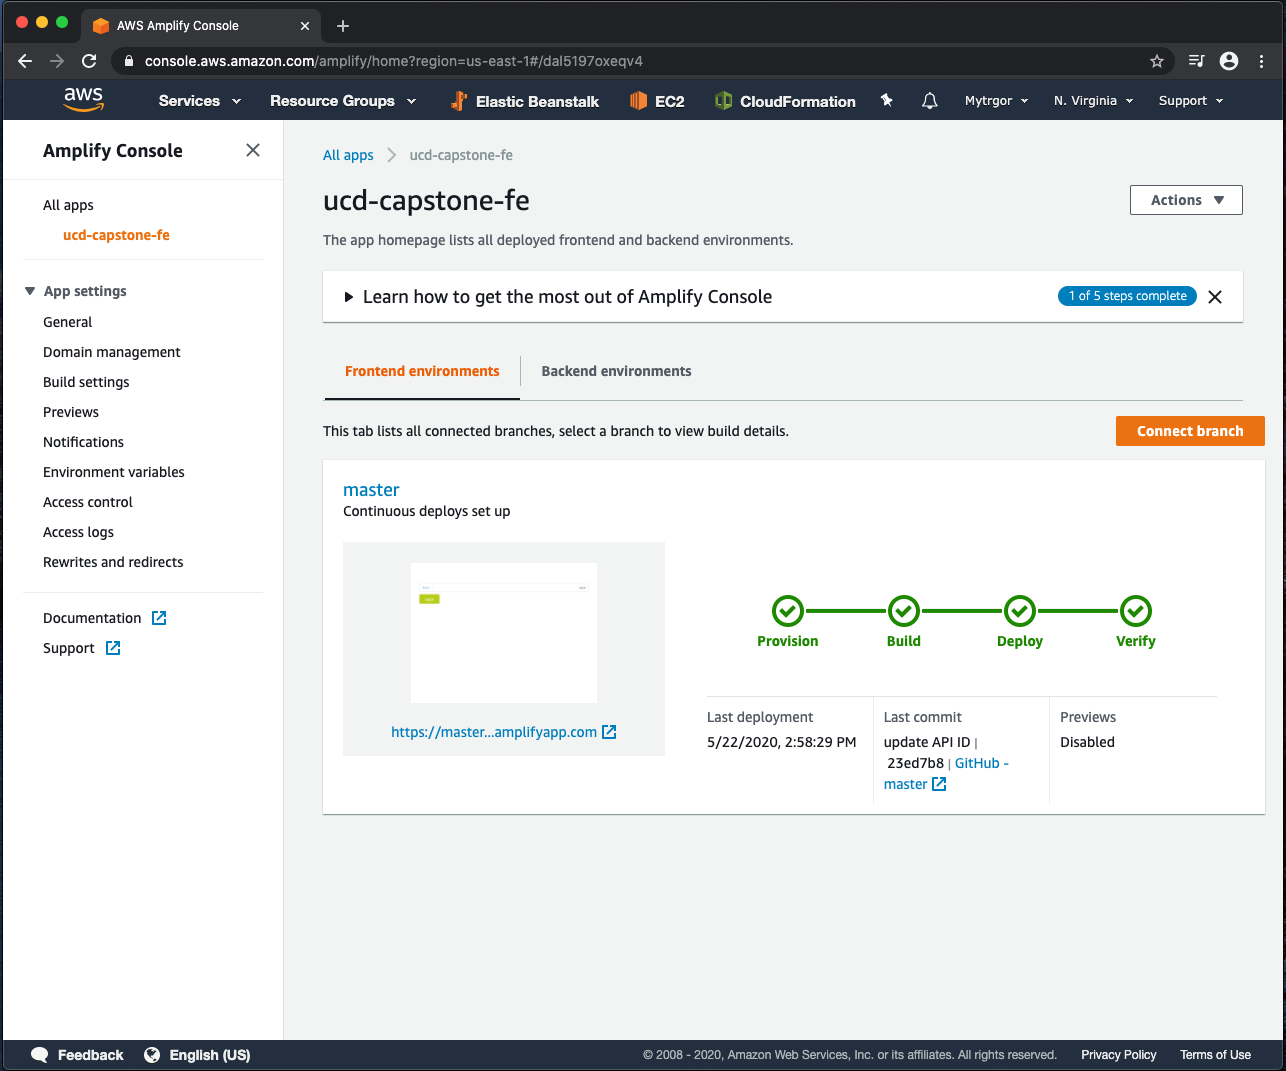 AWS Amplify Console
console.aws.amazon.com/amplify/home?region=us-east-1#/dal5197oxeqv4
aws Services Resource Groups Elastic Beanstalk EC2 CloudFormation Mytrgor N. Virginia Support
Amplify Console
All apps
ucd-capstone-fe
App settings
General
Domain management
Build settings
Previews
Notifications
Environment variables
Access control
Access logs
Rewrites and redirects
Documentation
Support
All apps ucd-capstone-fe
ucd-capstone-fe
Actions
The app homepage lists all deployed frontend and backend environments.
Learn how to get the most out of Amplify Console
1 of 5 steps complete
Frontend environments Backend environments
This tab lists all connected branches, select a branch to view build details.
Connect branch
master
Continuous deploys set up
https://master...amplifyapp.com
Provision Build Deploy Verify
Last deployment
5/22/2020, 2:58:29 PM
Last commit
update API ID |
23ed7b8 | GitHub -
master
Previews
Disabled
Feedback English (US) © 2008 - 2020, Amazon Web Services, Inc. or its affiliates. All rights reserved. Privacy Policy Terms of Use